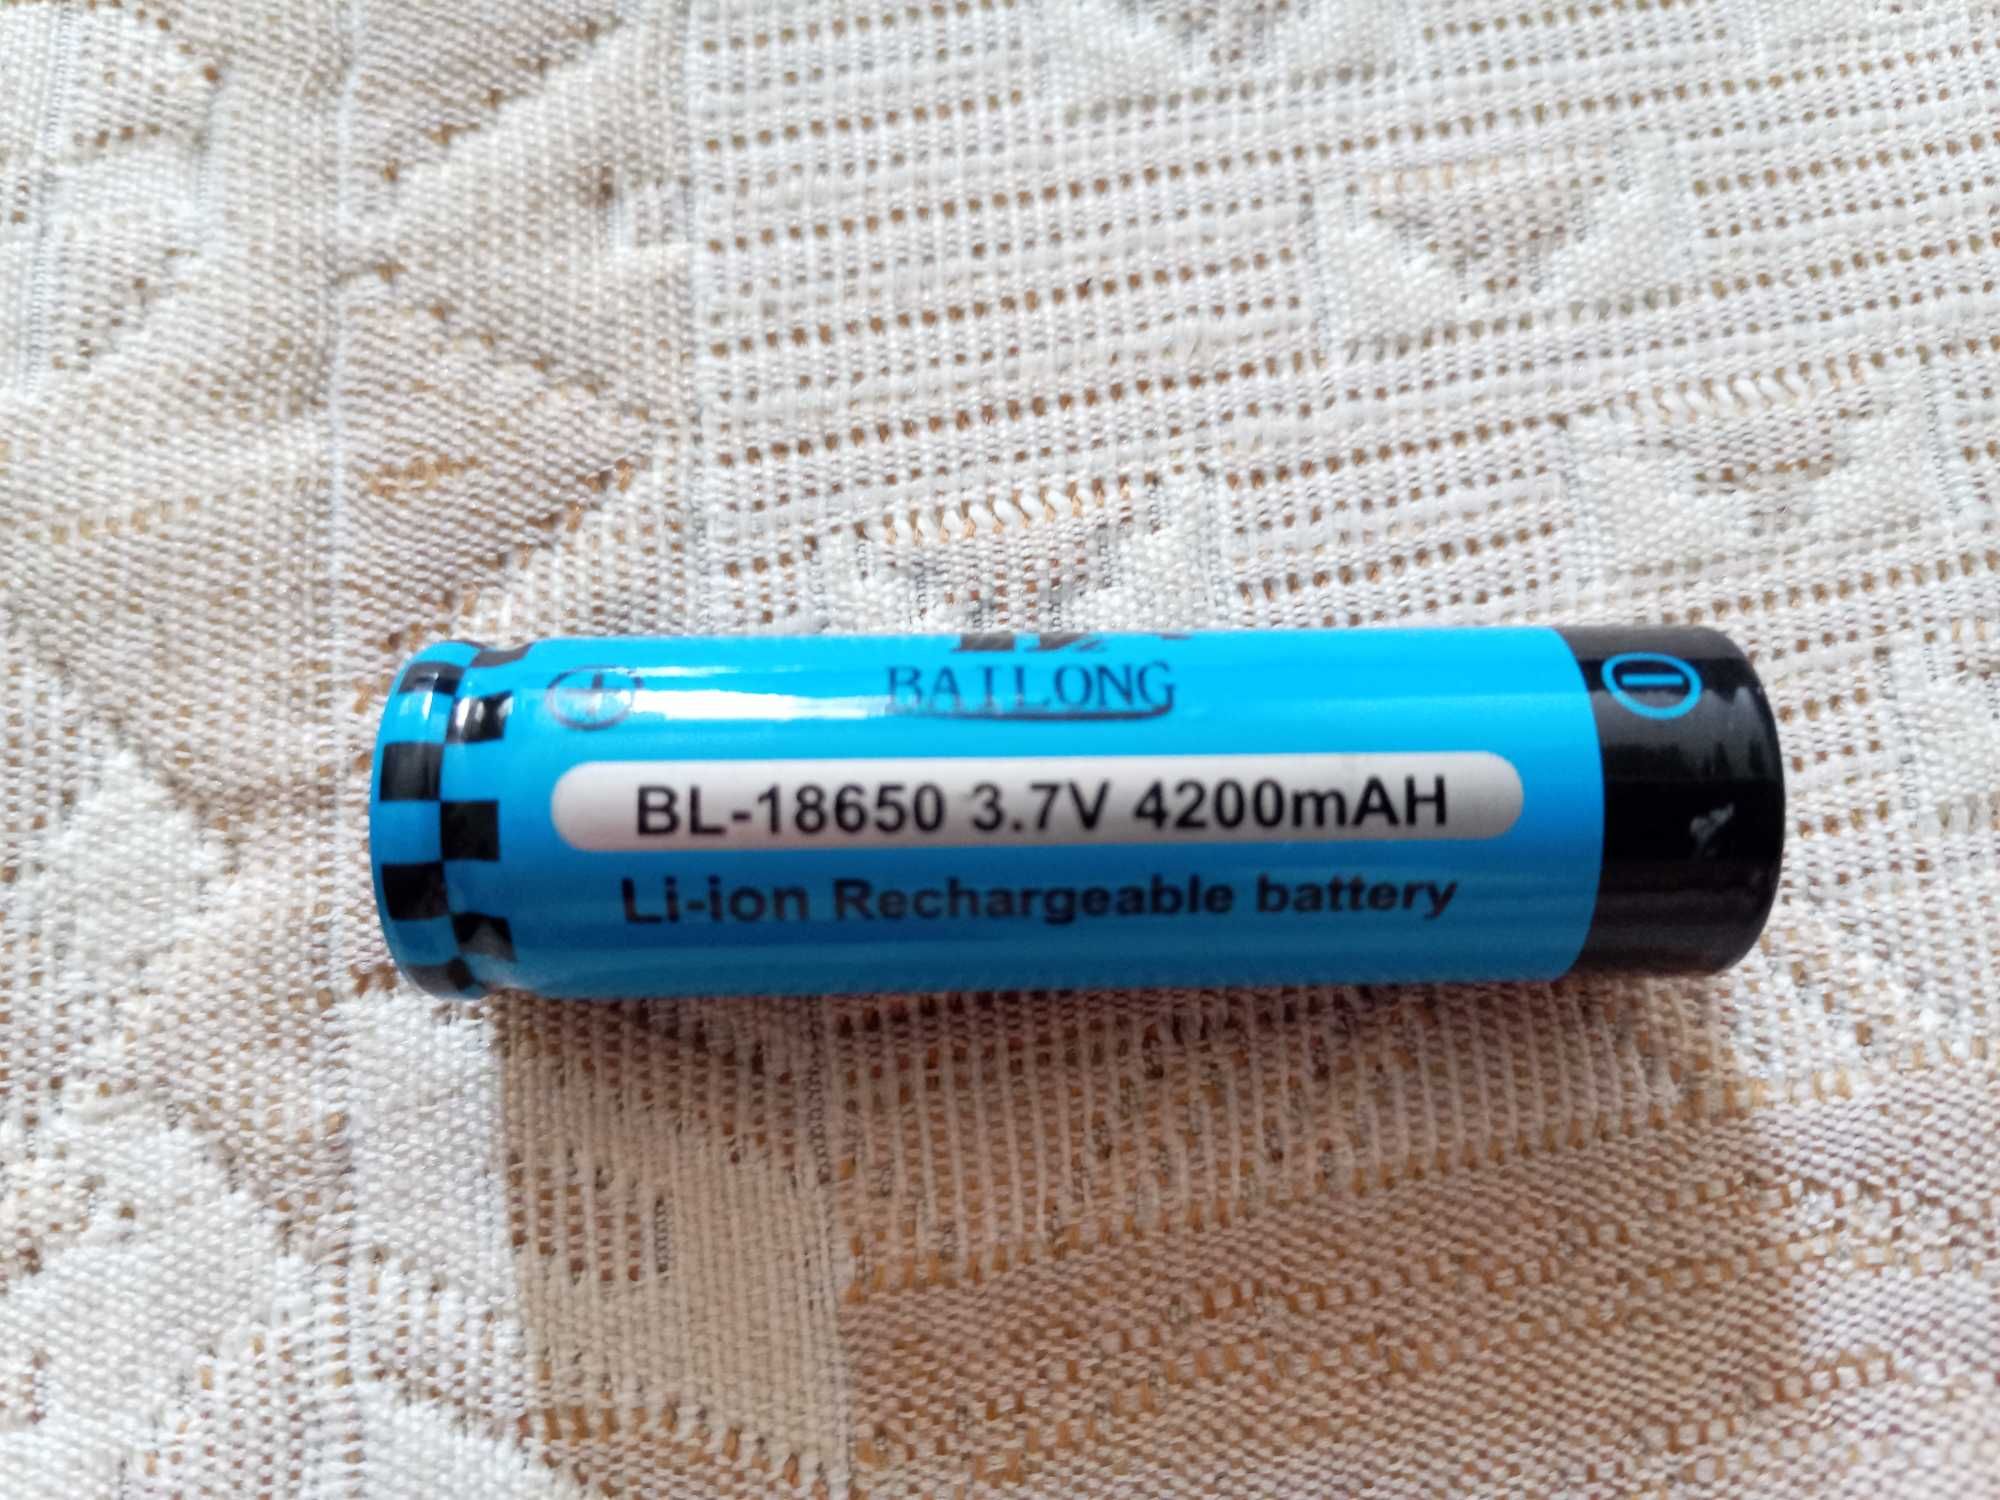 BAILONG
BL-18650 3.7V 4200mAH
Li-ion Rechargeable battery